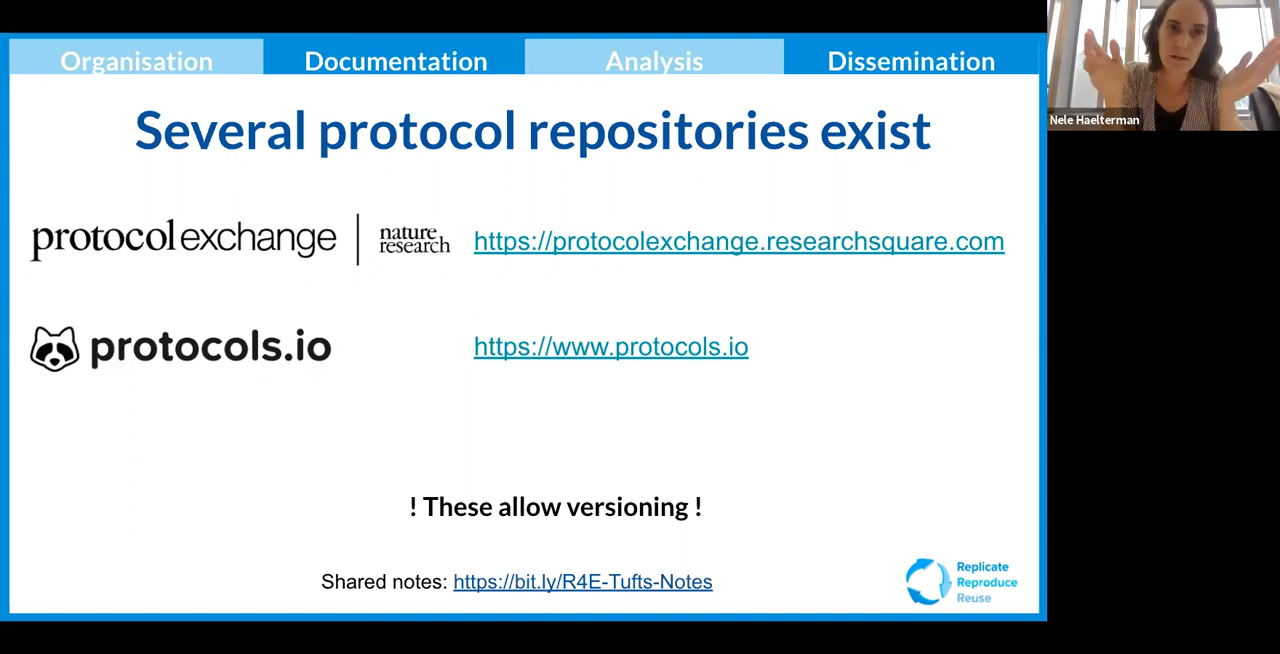 Organisation Documentation Analysis Dissemination
Nele Haelterman
Several protocol repositories exist
protocol exchange | nature research https://protocolexchange.researchsquare.com
protocols.io https://www.protocols.io
! These allow versioning !
Shared notes: https://bit.ly/R4E-Tufts-Notes
Replicate
Reproduce
Reuse